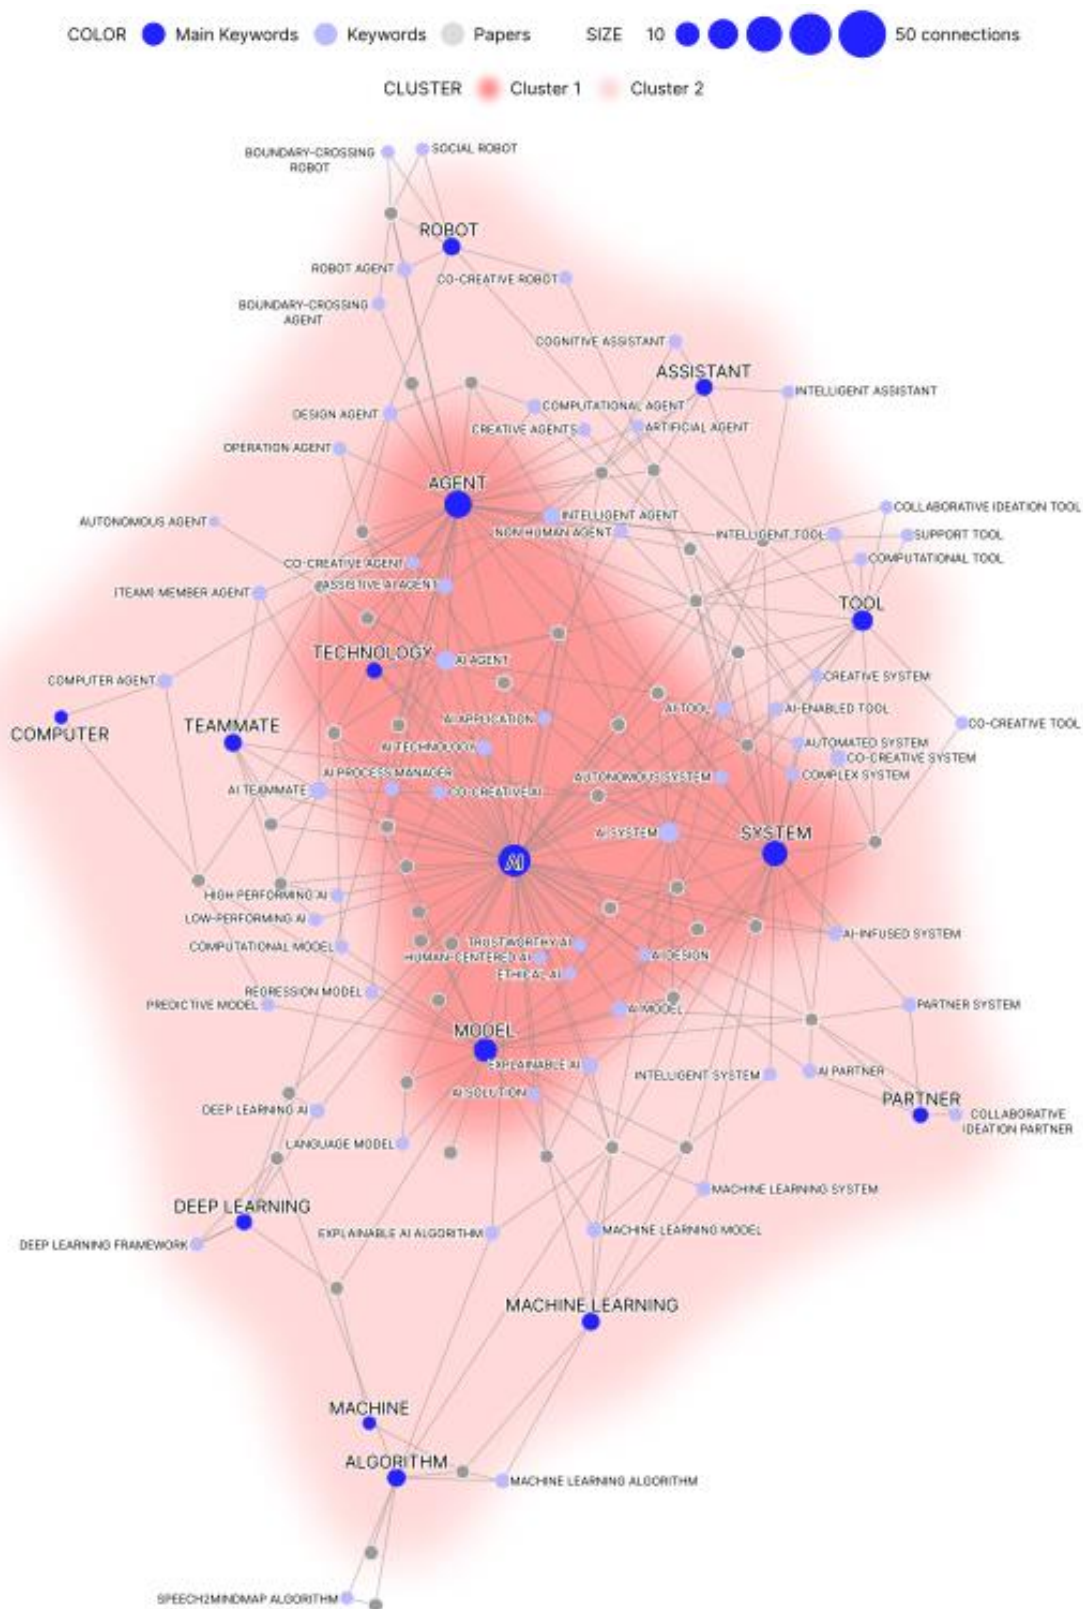 COLOR Main Keywords Keywords Papers SIZE 10 50 connections
CLUSTER Cluster 1 Cluster 2
BOUNDARY-CROSSING
ROBOT
SOCIAL ROBOT
ROBOT
ROBOT AGENT
CO-CREATIVE ROBOT
BOUNDARY-CROSSING
AGENT
COGNITIVE ASSISTANT
ASSISTANT
INTELLIGENT ASSISTANT
DESIGN AGENT
COMPUTATIONAL AGENT
CREATIVE AGENTS
ARTIFICIAL AGENT
OPERATION AGENT
AGENT
AUTONOMOUS AGENT
INTELLIGENT AGENT
NON HUMAN AGENT
INTELLIGENT TOOL
COLLABORATIVE IDEATION TOOL
SUPPORT TOOL
COMPUTATIONAL TOOL
CO-CREATIVE AGENT
ASSISTIVE AI AGENT
(TEAM) MEMBER AGENT
TOOL
TECHNOLOGY
AI AGENT
COMPUTER AGENT
CREATIVE SYSTEM
COMPUTER
TEAMMATE
AI APPLICATION
AI TOOL
AI-ENABLED TOOL
CO-CREATIVE TOOL
AI TECHNOLOGY
AUTOMATED SYSTEM
CO-CREATIVE SYSTEM
AI PROCESS MANAGER
AUTONOMOUS SYSTEM
COMPLEX SYSTEM
AI TEAMMATE
CO-CREATIVE AI
AI SYSTEM
SYSTEM
AI
HIGH PERFORMING AI
LOW-PERFORMING AI
COMPUTATIONAL MODEL
TRUSTWORTHY AI
HUMAN-CENTERED AI
ETHICAL AI
AI DESIGN
AI-INFUSED SYSTEM
REGRESSION MODEL
PREDICTIVE MODEL
AI MODEL
PARTNER SYSTEM
MODEL
EXPLAINABLE AI
INTELLIGENT SYSTEM
AI PARTNER
AI SOLUTION
PARTNER
COLLABORATIVE
IDEATION PARTNER
DEEP LEARNING AI
LANGUAGE MODEL
MACHINE LEARNING SYSTEM
DEEP LEARNING
EXPLAINABLE AI ALGORITHM
MACHINE LEARNING MODEL
DEEP LEARNING FRAMEWORK
MACHINE LEARNING
MACHINE
ALGORITHM
MACHINE LEARNING ALGORITHM
SPEECH2MINDMAP ALGORITHM